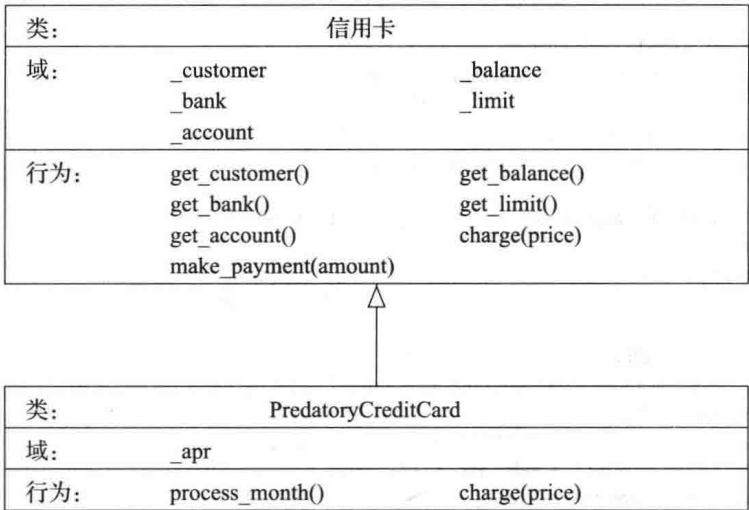 类： 信用卡
域： _customer _balance
_bank _limit
_account
行为： get_customer() get_balance()
get_bank() get_limit()
get_account() charge(price)
make_payment(amount)
类： PredatoryCreditCard
域： _apr
行为： process_month() charge(price)